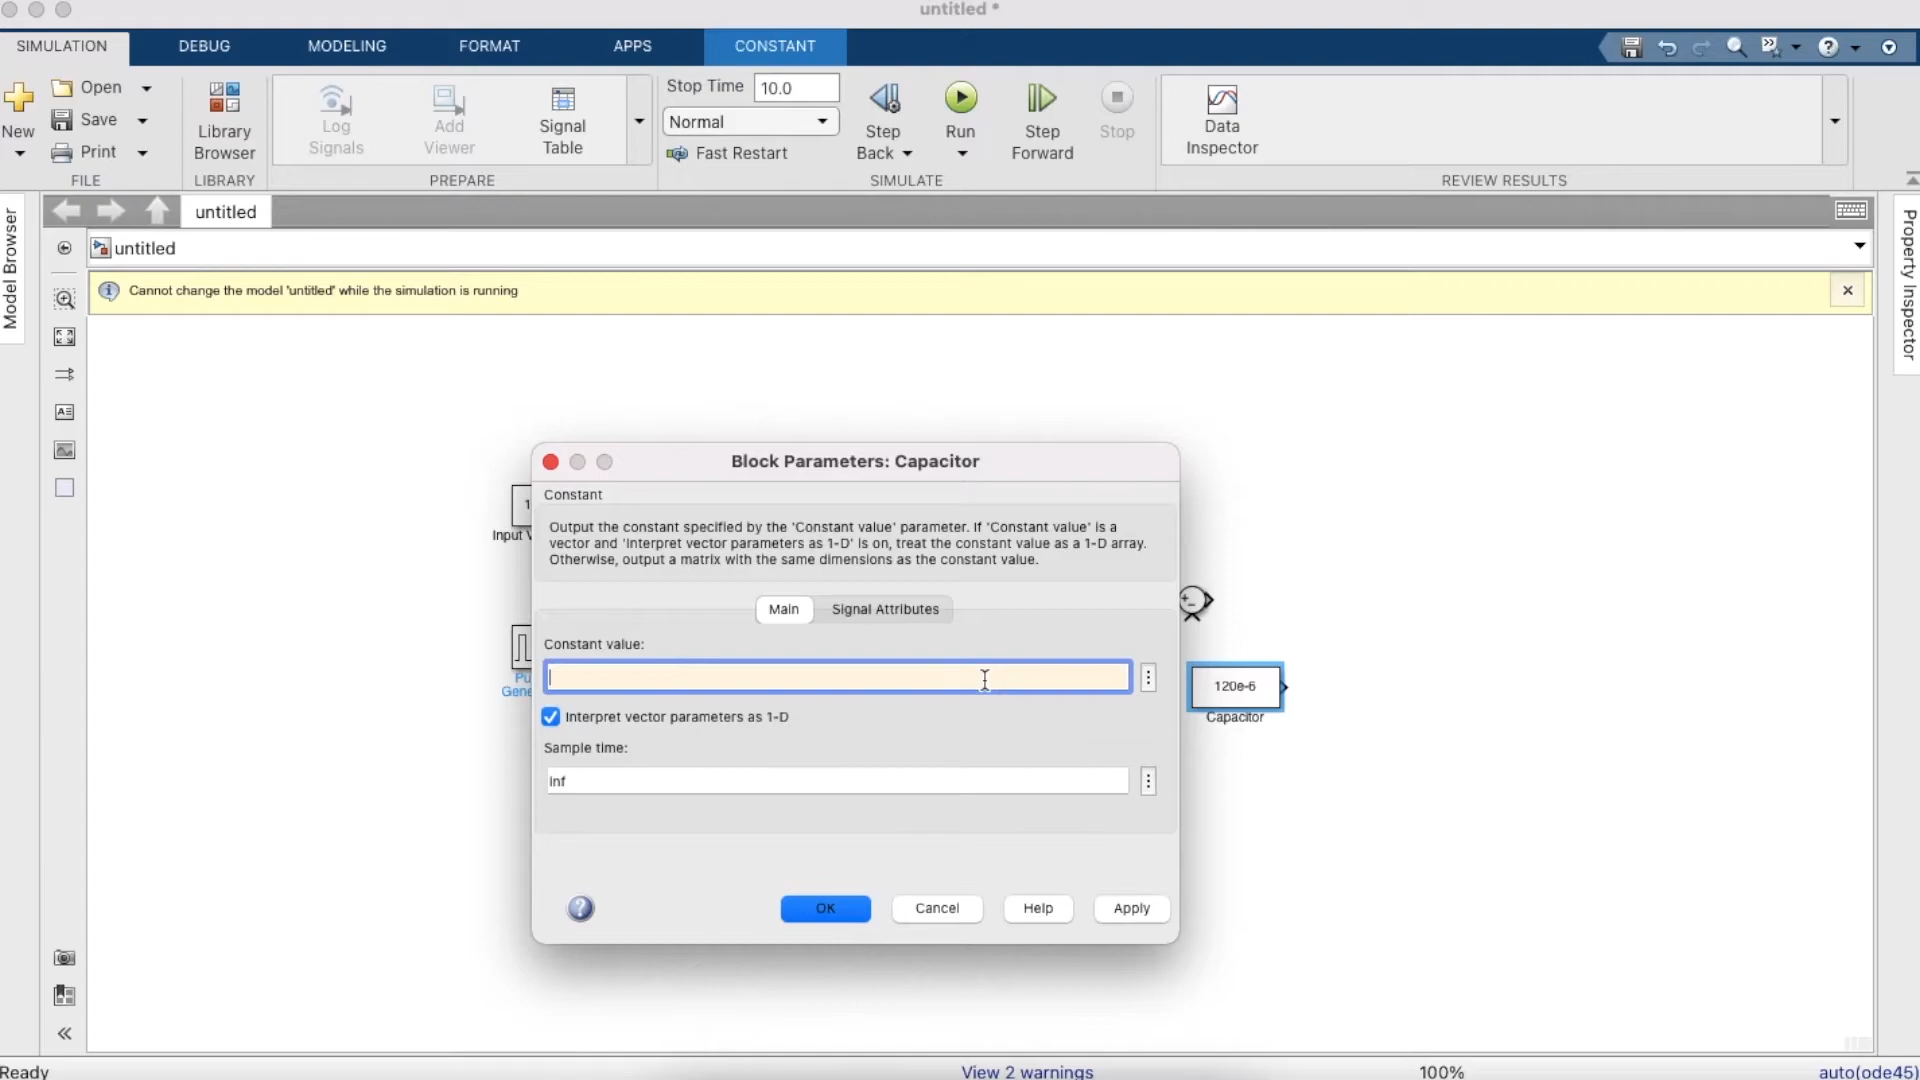 untitled *
SIMULATION
DEBUG
MODELING
FORMAT
APPS
CONSTANT
New
Open
Save
Print
FILE
Library
Browser
LIBRARY
Log
Signals
Add
Viewer
Signal
Table
PREPARE
Stop Time 10.0
Normal
Fast Restart
Step
Back
Run
Step
Forward
Stop
SIMULATE
Data
Inspector
REVIEW RESULTS
Model Browser
untitled
Property Inspector
untitled
Cannot change the model 'untitled' while the simulation is running
Block Parameters: Capacitor
Constant
Output the constant specified by the 'Constant value' parameter. If 'Constant value' is a
vector and 'Interpret vector parameters as 1-D' is on, treat the constant value as a 1-D array.
Otherwise, output a matrix with the same dimensions as the constant value.
Main
Signal Attributes
Constant value:
Interpret vector parameters as 1-D
Sample time:
inf
OK
Cancel
Help
Apply
1
Input V
Pu
Gene
120e-6
Capacitor
Ready
View 2 warnings
100%
auto(ode45)